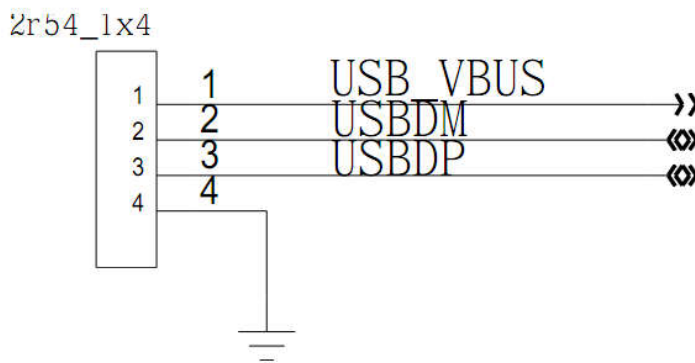 2r54_1x4
1 1 USB_VBUS
2 2 USBDM
3 3 USBDP
4 4